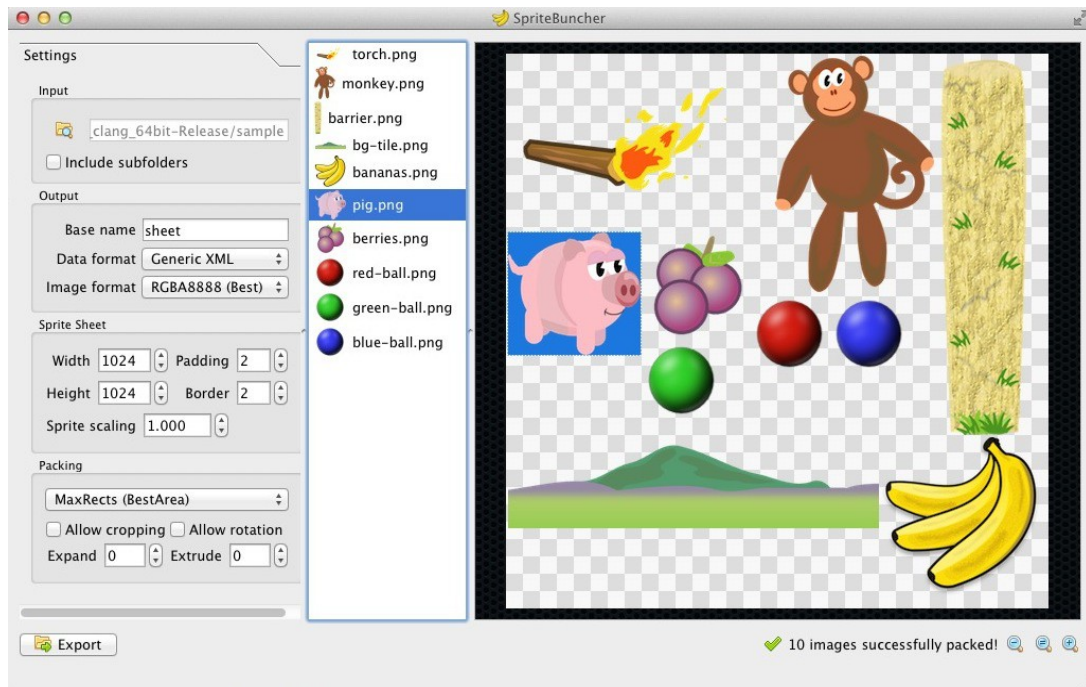 SpriteBuncher
Settings
Input
clang_64bit-Release/sample
Include subfolders
Output
Base name sheet
Data format Generic XML
Image format RGBA8888 (Best)
Sprite Sheet
Width 1024 Padding 2
Height 1024 Border 2
Sprite scaling 1.000
Packing
MaxRects (BestArea)
Allow cropping Allow rotation
Expand 0 Extrude 0
Export
torch.png
monkey.png
barrier.png
bg-tile.png
bananas.png
pig.png
berries.png
red-ball.png
green-ball.png
blue-ball.png
10 images successfully packed!